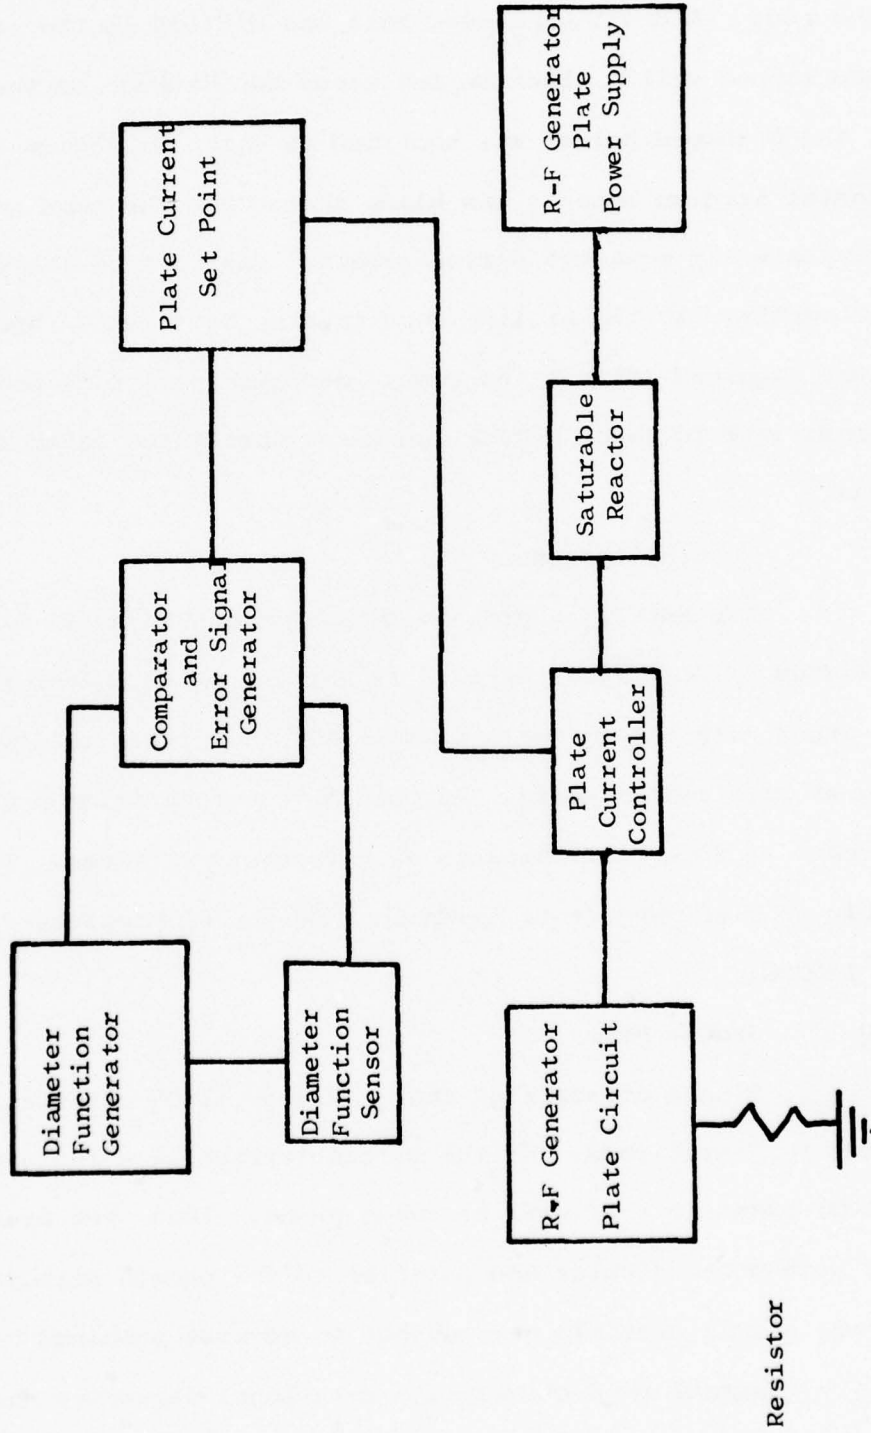 Diameter
Function
Generator
Diameter
Function
Sensor
Comparator
and
Error Signal
Generator
Plate Current
Set Point
R-F Generator
Plate Circuit
Plate
Current
Controller
Saturable
Reactor
R-F Generator
Plate
Power Supply
Resistor